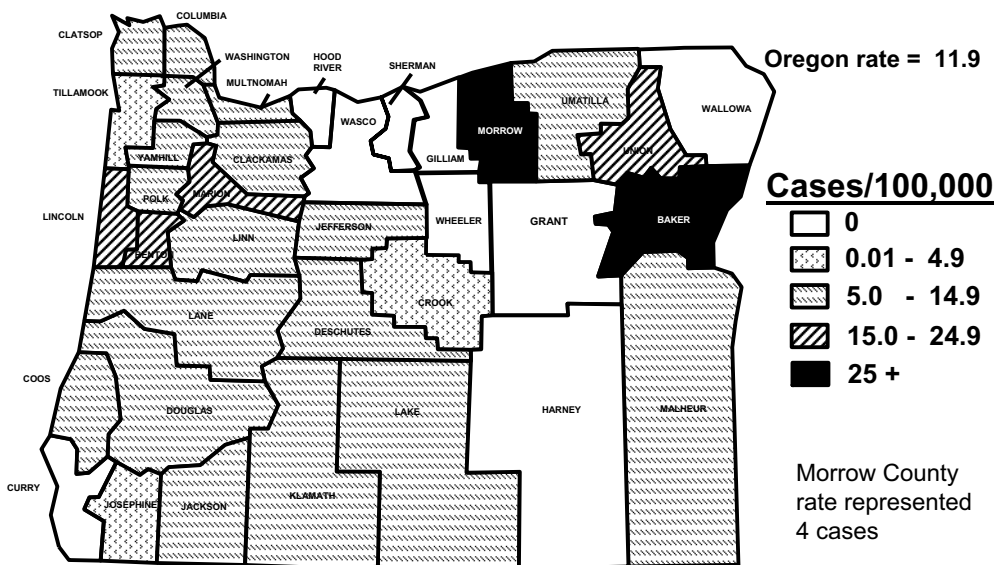 COLUMBIA
CLATSOP
WASHINGTON
HOOD
RIVER
SHERMAN
MULTNOMAH
TILLAMOOK
WASCO
MORROW
UMATILLA
WALLOWA
Oregon rate = 11.9
YAMHILL
CLACKAMAS
GILLIAM
UNION
MARION
POLK
LINCOLN
BENTON
LINN
JEFFERSON
WHEELER
GRANT
BAKER
Cases/100,000
0
0.01 - 4.9
5.0 - 14.9
15.0 - 24.9
25 +
CROOK
LANE
DESCHUTES
COOS
DOUGLAS
LAKE
HARNEY
MALHEUR
CURRY
JOSEPHINE
JACKSON
KLAMATH
Morrow County
rate represented
4 cases